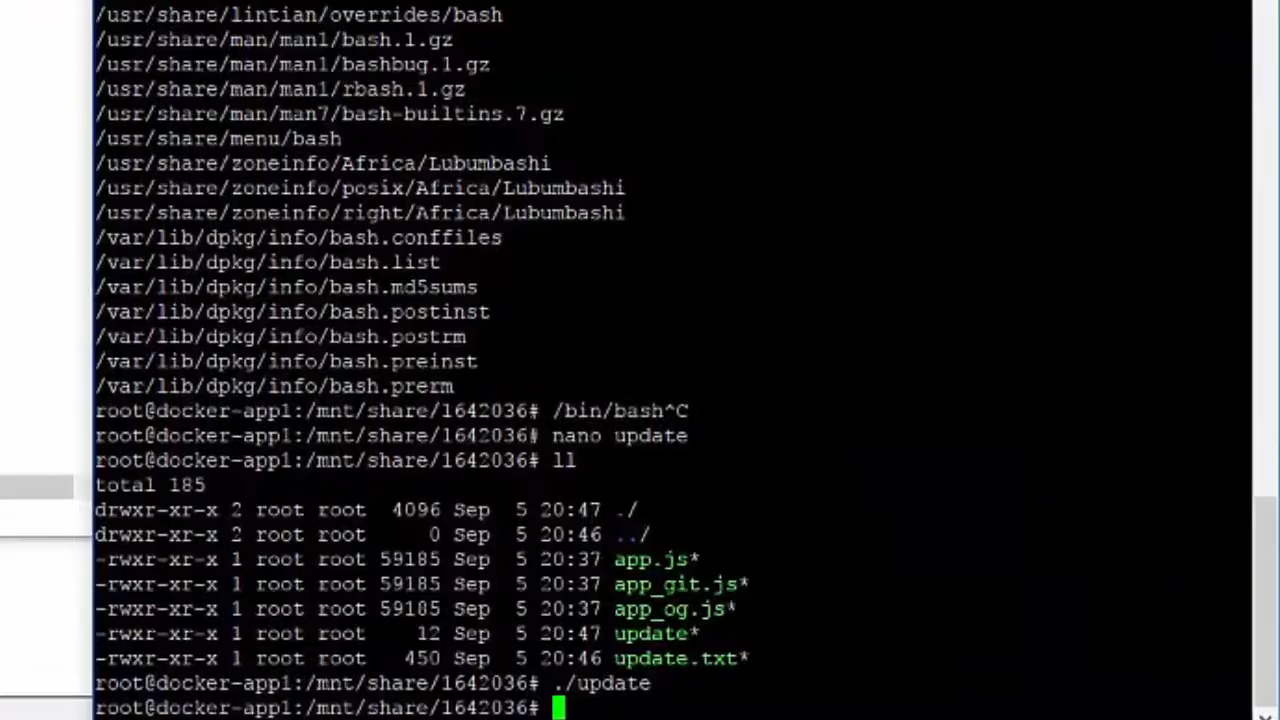 /usr/share/lintian/overrides/bash
/usr/share/man/man1/bash.1.gz
/usr/share/man/man1/bashbug.1.gz
/usr/share/man/man1/rbash.1.gz
/usr/share/man/man7/bash-builtins.7.gz
/usr/share/menu/bash
/usr/share/zoneinfo/Africa/Lubumbashi
/usr/share/zoneinfo/posix/Africa/Lubumbashi
/usr/share/zoneinfo/right/Africa/Lubumbashi
/var/lib/dpkg/info/bash.conffiles
/var/lib/dpkg/info/bash.list
/var/lib/dpkg/info/bash.md5sums
/var/lib/dpkg/info/bash.postinst
/var/lib/dpkg/info/bash.postrm
/var/lib/dpkg/info/bash.preinst
/var/lib/dpkg/info/bash.prerm
root@docker-app1:/mnt/share/1642036# /bin/bash^C
root@docker-app1:/mnt/share/1642036# nano update
root@docker-app1:/mnt/share/1642036# ll
total 185
drwxr-xr-x 2 root root  4096 Sep  5 20:47 ./
drwxr-xr-x 2 root root     0 Sep  5 20:46 ../
-rwxr-xr-x 1 root root 59185 Sep  5 20:37 app.js*
-rwxr-xr-x 1 root root 59185 Sep  5 20:37 app_git.js*
-rwxr-xr-x 1 root root 59185 Sep  5 20:37 app_og.js*
-rwxr-xr-x 1 root root    12 Sep  5 20:47 update*
-rwxr-xr-x 1 root root   450 Sep  5 20:46 update.txt*
root@docker-app1:/mnt/share/1642036# ./update
root@docker-app1:/mnt/share/1642036#